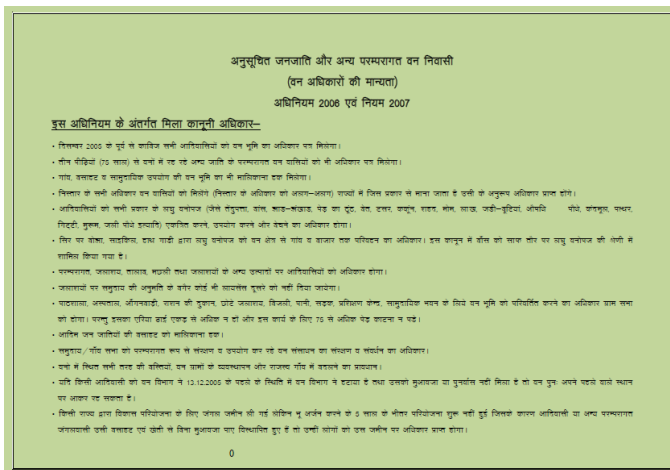 अनुसूचित जनजाति और अन्य परम्परागत वन निवासी
(वन अधिकारों की मान्यता)
अधिनियम 2006 एवं नियम 2007
इस अधिनियम के अंतर्गत मिला कानूनी अधिकार–
• दिसम्बर 2005 के पूर्व से काबिज सभी आदिवासियों को वन भूमि का अधिकार पत्र मिलेगा।
• तीन पीढ़ियों (75 साल) से वनों में रह रहे अन्य जाति के परम्परागत वन वासियों को भी अधिकार पत्र मिलेगा।
• गांव, बसाहट व सामुदायिक उपयोग की वन भूमि का भी मालिकाना हक मिलेगा।
• निस्तार के सभी अधिकार वन वासियों को मिलेंगे (निस्तार के अधिकार को अलग–अलग) राज्यों में जिस प्रकार से माना जाता है उसी के अनुरूप अधिकार प्राप्त होंगे।
• आदिवासियों को सभी प्रकार के लघु वनोपज (जैसे तेंदुपत्ता, बांस, झाड–झंखाड, पेड़ का ठूंठ, बेंत, टसर, ककून, शहद, मोम, लाख, जडी–बूटियां, औषधि पौधे, कंदमूल, पत्थर,
गिट्टी, मुरूम, जली पौधे इत्यादि) एकत्रित करने, उपयोग करने और बेचने का अधिकार होगा।
• सिर पर बोझा, साइकिल, हाथ गाडी द्वारा लघु वनोपज को वन क्षेत्र से गांव व बाजार तक परिवहन का अधिकार। इस कानून में बाँस को साफ तौर पर लघु वनोपज की श्रेणी में
शामिल किया गया है।
• परम्परागत, जलाशय, तालाब, मछली तथा जलाशयों के अन्य उत्पादों पर आदिवासियों को अधिकार होगा।
• जलाशयों पर समुदाय की अनुमति के बगैर कोई भी लायसेंस दूसरे को नहीं दिया जायेगा।
• पाठशाला, अस्पताल, आँगनबाड़ी, राशन की दुकान, छोटे जलाशय, बिजली, पानी, सड़क, प्रशिक्षण केन्द्र, सामुदायिक भवन के लिये वन भूमि को परिवर्तित करने का अधिकार ग्राम सभा
को होगा। परन्तु इसका एरिया ढाई एकड़ से अधिक न हो और इस कार्य के लिए 75 से अधिक पेड़ काटना न पड़े।
• आदिम जन जातियों की बसाहट को मालिकाना हक।
• समुदाय/गाँव सभा को परम्परागत रूप से संरक्षण व उपयोग कर रहे वन संसाधन का संरक्षण व संवर्धन का अधिकार।
• वनों में स्थित सभी तरह की बस्तियों, वन ग्रामों के व्यवस्थापन और राजस्व गाँव में बदलने का प्रावधान।
• यदि किसी आदिवासी को वन विभाग ने 13.12.2005 के पहले के स्थिति में वन विभाग ने हटाया है तथा उसको मुआवजा या पुनर्वास नहीं मिला है तो वन पुनः अपने पहले वाले स्थान
पर आकर रह सकता है।
• किसी राज्य द्वारा विकास परियोजना के लिए जंगल जमीन ली गई लेकिन भू अर्जन करने के 5 साल के भीतर परियोजना शुरू नहीं हुई जिसके कारण आदिवासी या अन्य परम्परागत
जंगलवासी उसी बसाहट एवं खेती से बिना मुआवजा पाए विस्थापित हुए हैं तो उन्हीं लोगों को उस जमीन पर अधिकार प्राप्त होगा।
0